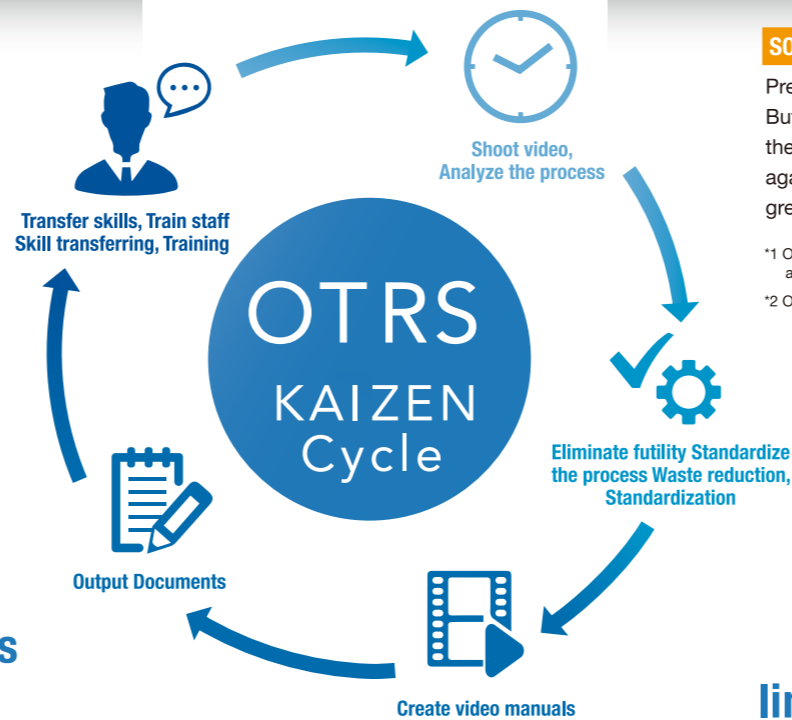 Shoot video,
Analyze the process
Transfer skills, Train staff
Skill transferring, Training
OTRS
KAIZEN
Cycle
Eliminate futility Standardize
the process Waste reduction,
Standardization
Output Documents
Create video manuals
Pre
Bu
the
aga
gre
*1 O
a
*2 O
s